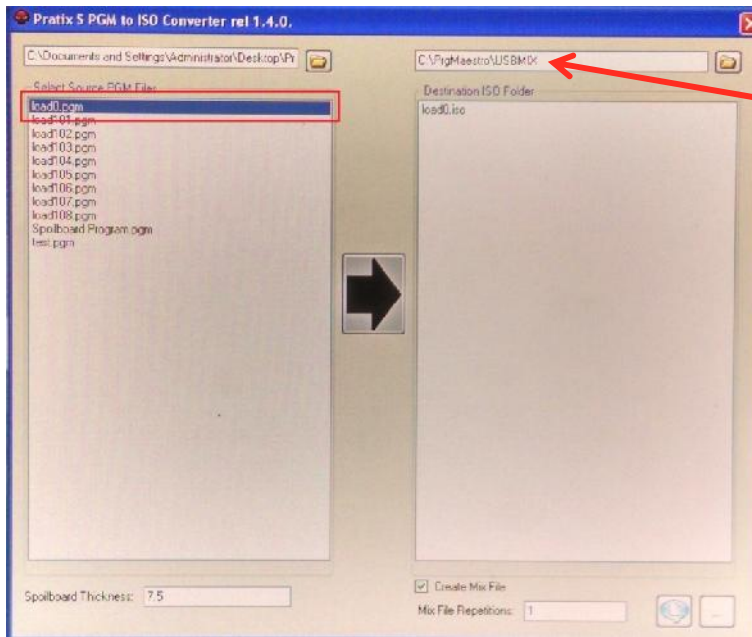 Pratix S PGM to ISO Converter rel 1.4.0.
C:\Documents and Settings\Administrator\Desktop\Pr
C:\PrgMaestro\USBMIX
Select Source PGM Files
Destination ISO Folder
load0.pgm
load101.pgm
load102.pgm
load103.pgm
load104.pgm
load105.pgm
load106.pgm
load107.pgm
load108.pgm
Spoilboard Program.pgm
test.pgm
load0.iso
Spoilboard Thickness: 7.5
Create Mix File
Mix File Repetitions: 1
...